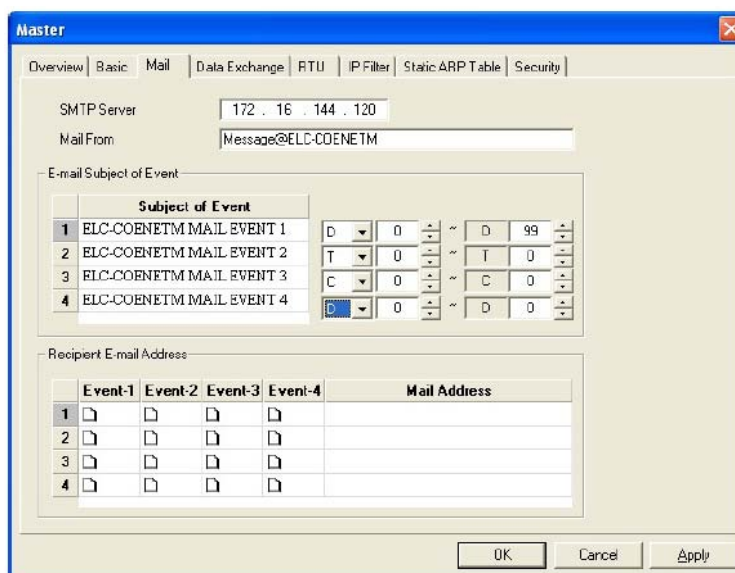 Master
Overview Basic Mail Data Exchange RTU IP Filter Static ARP Table Security
SMTP Server 172 . 16 . 144 . 120
Mail From Message@ELC-COENETM
E-mail Subject of Event
Subject of Event
1 ELC-COENETM MAIL EVENT 1 D 0 ~ D 99
2 ELC-COENETM MAIL EVENT 2 T 0 ~ T 0
3 ELC-COENETM MAIL EVENT 3 C 0 ~ C 0
4 ELC-COENETM MAIL EVENT 4 D 0 ~ D 0
Recipient E-mail Address
Event-1 Event-2 Event-3 Event-4 Mail Address
1
2
3
4
OK Cancel Apply